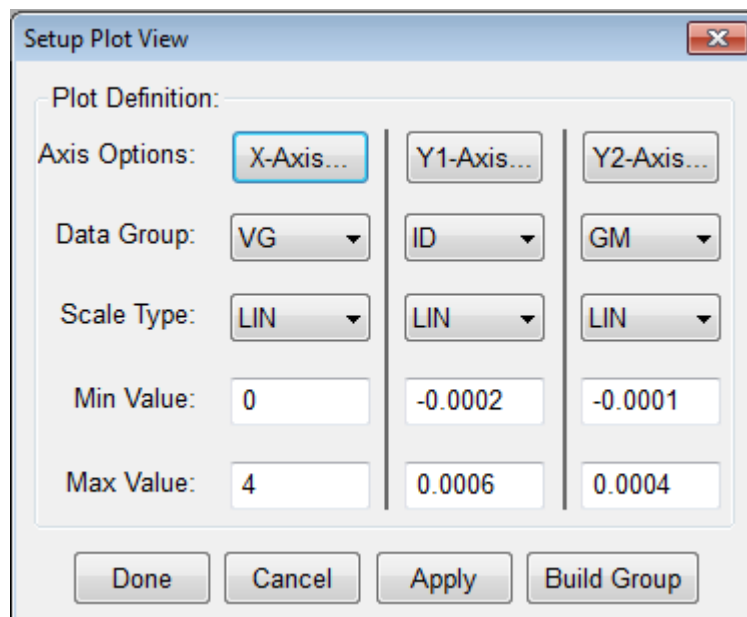 Setup Plot View
Plot Definition:
Axis Options: X-Axis... Y1-Axis... Y2-Axis...
Data Group: VG ID GM
Scale Type: LIN LIN LIN
Min Value: 0 -0.0002 -0.0001
Max Value: 4 0.0006 0.0004
Done Cancel Apply Build Group